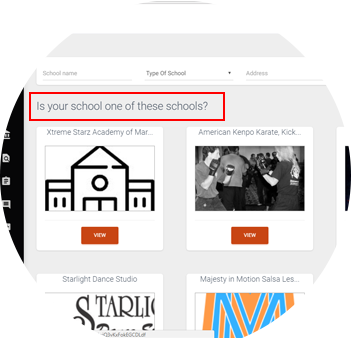 School name
Type Of School
Address
Is your school one of these schools?
Xtreme Starz Academy of Mar...
American Kenpo Karate, Kick...
VIEW
VIEW
Starlight Dance Studio
Majesty in Motion Salsa Les...
STARLIG